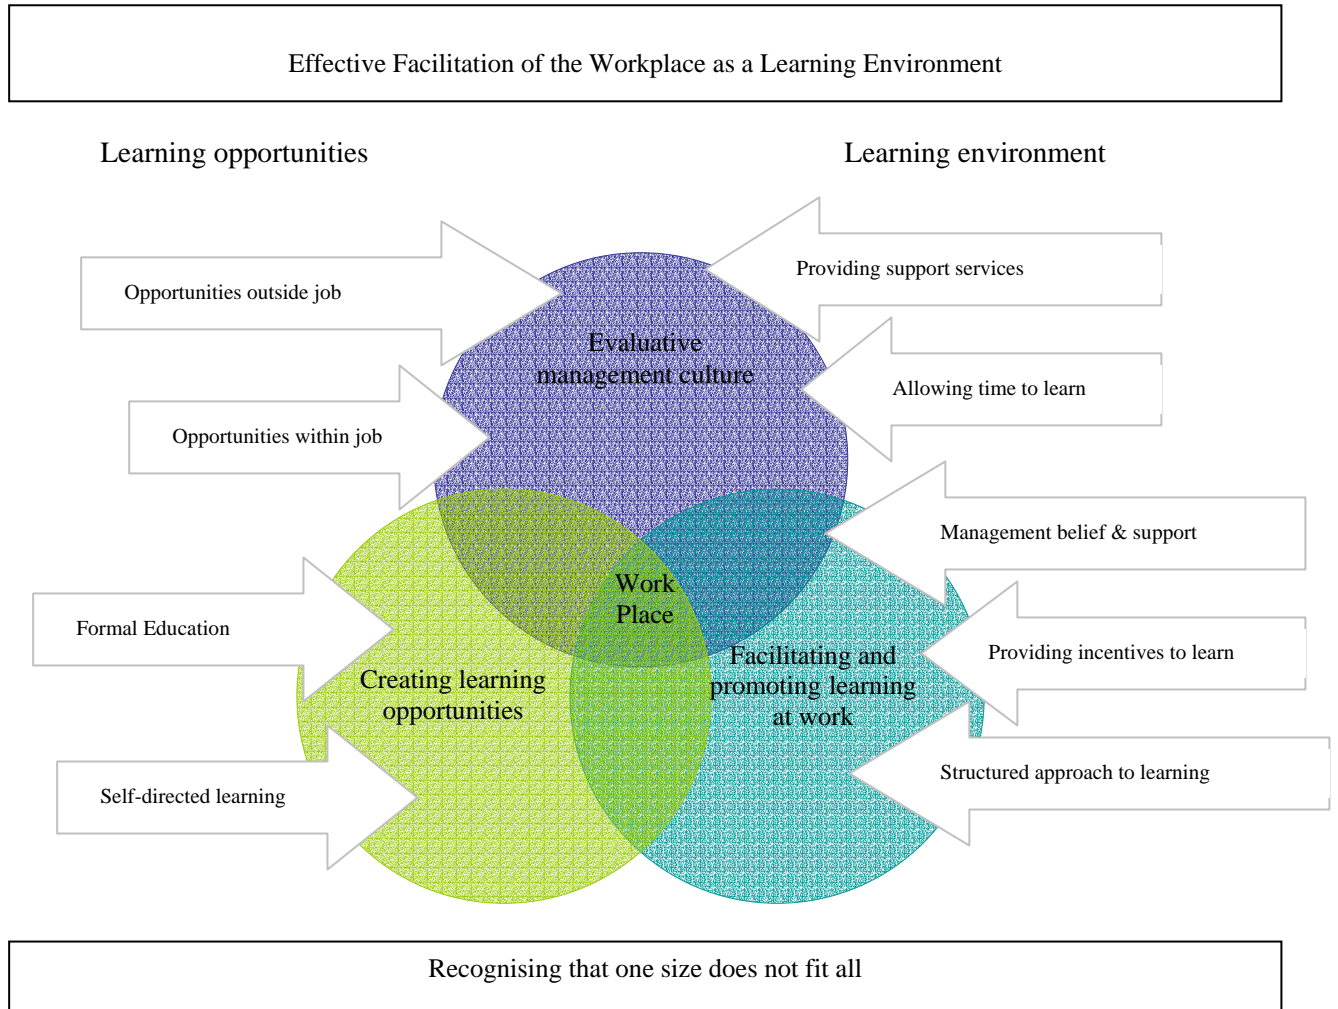 Effective Facilitation of the Workplace as a Learning Environment
Learning opportunities
Learning environment
Opportunities outside job
Providing support services
Evaluative
management culture
Allowing time to learn
Opportunities within job
Management belief & support
Work
Place
Formal Education
Providing incentives to learn
Creating learning
opportunities
Facilitating and
promoting learning
at work
Self-directed learning
Structured approach to learning
Recognising that one size does not fit all